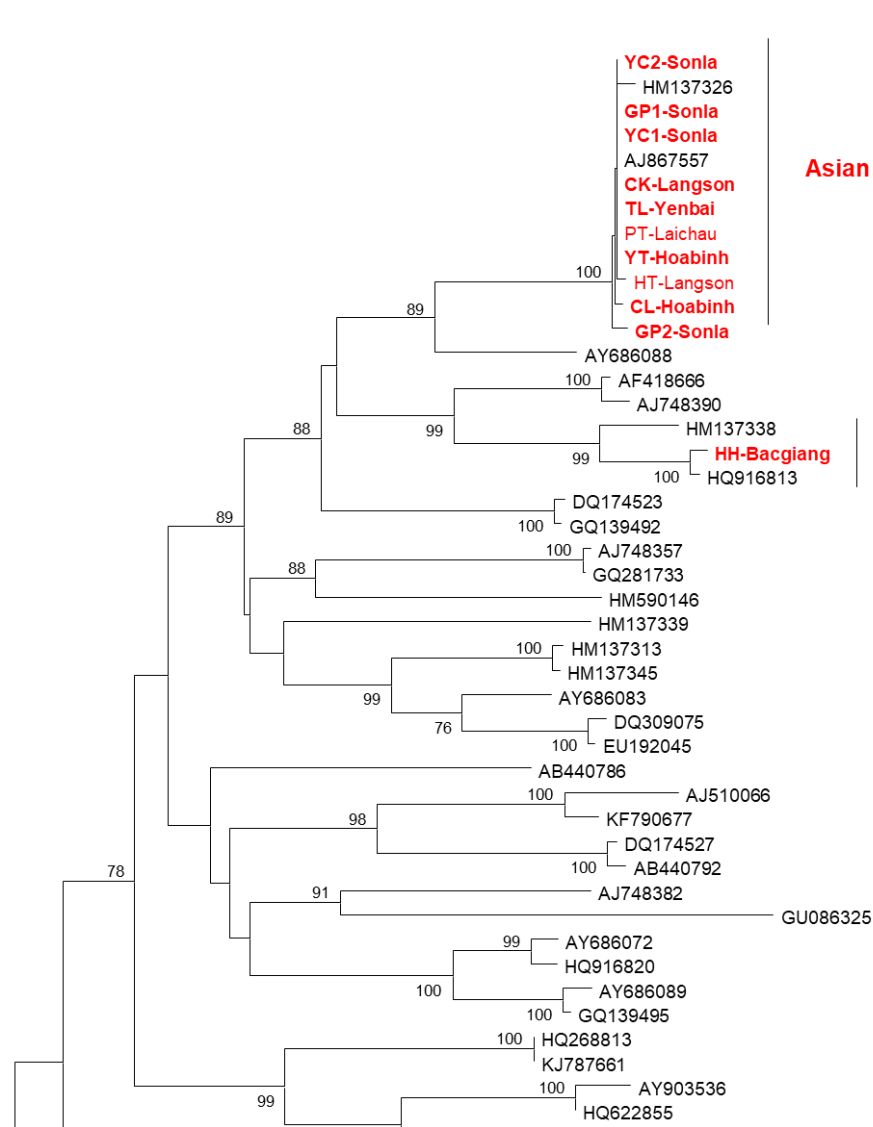 YC2-Sonla
HM137326
GP1-Sonla
YC1-Sonla
AJ867557
Asian
CK-Langson
TL-Yenbai
PT-Laichau
YT-Hoabinh
100
HT-Langson
CL-Hoabinh
89
GP2-Sonla
AY686088
100
AF418666
AJ748390
88
99
HM137338
HH-Bacgiang
99
100
HQ916813
DQ174523
89
100
GQ139492
100
AJ748357
88
GQ281733
HM590146
HM137339
100
HM137313
HM137345
99
AY686083
76
DQ309075
100
EU192045
AB440786
100
AJ510066
98
KF790677
DQ174527
100
AB440792
78
91
AJ748382
GU086325
99
AY686072
HQ916820
100
AY686089
100
GQ139495
100
HQ268813
KJ787661
99
100
AY903536
HQ622855